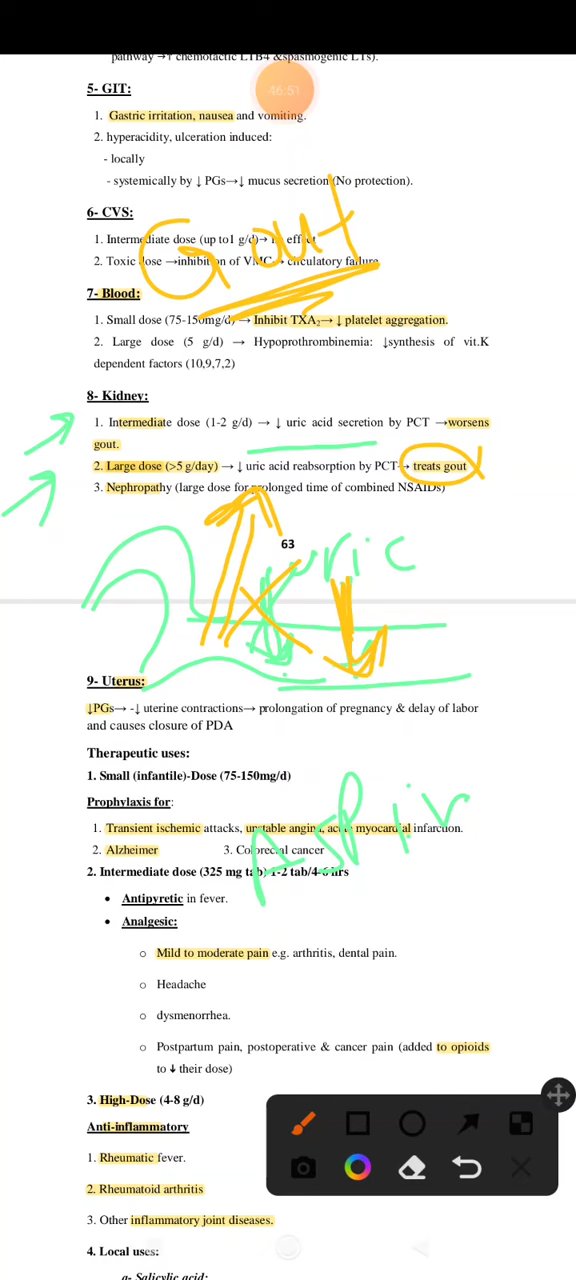 pathway →↑ chemotactic LTB4 &spasmogenic LTs).
46:51
5- GIT:
1. Gastric irritation, nausea and vomiting.
2. hyperacidity, ulceration induced:
- locally
- systemically by ↓ PGs→↓ mucus secretion (No protection).
6- CVS:
1. Intermediate dose (up to1 g/d)→ no effect
Gout
2. Toxic dose →inhibition of VMC→ circulatory failure
7- Blood:
1. Small dose (75-150mg/d) → Inhibit TXA2→ ↓ platelet aggregation.
2. Large dose (5 g/d) → Hypoprothrombinemia: ↓synthesis of vit.K
dependent factors (10,9,7,2)
8- Kidney:
1. Intermediate dose (1-2 g/d) → ↓ uric acid secretion by PCT →worsens
gout.
2. Large dose (>5 g/day) → ↓ uric acid reabsorption by PCT→ treats gout
3. Nephropathy (large dose for prolonged time of combined NSAIDs)
63
uric
9- Uterus:
↓PGs→ -↓ uterine contractions→ prolongation of pregnancy & delay of labor
and causes closure of PDA
Therapeutic uses:
1. Small (infantile)-Dose (75-150mg/d)
Prophylaxis for:
1. Transient ischemic attacks, unstable angina, acute myocardial infarction.
Aspirin
2. Alzheimer 3. Colorectal cancer
2. Intermediate dose (325 mg tab) 1-2 tab/4-6 hrs
• Antipyretic in fever.
• Analgesic:
o Mild to moderate pain e.g. arthritis, dental pain.
o Headache
o dysmenorrhea.
o Postpartum pain, postoperative & cancer pain (added to opioids
to ↓ their dose)
3. High-Dose (4-8 g/d)
Anti-inflammatory
1. Rheumatic fever.
2. Rheumatoid arthritis
3. Other inflammatory joint diseases.
4. Local uses:
a- Salicylic acid: